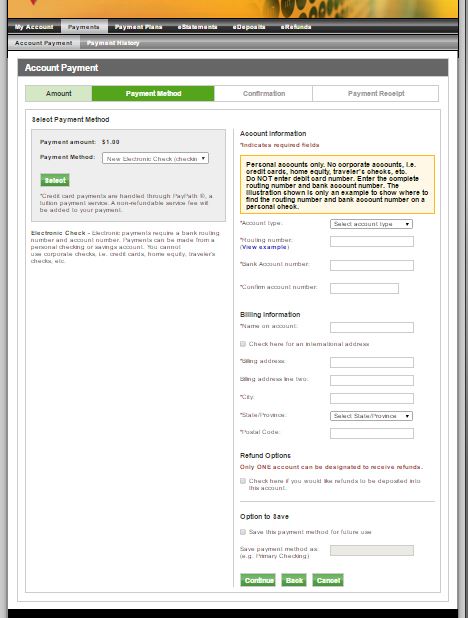 My Account Payments Payment Plans eStatements eDeposits eRefunds
Account Payment Payment History
Account Payment
Amount Payment Method Confirmation Payment Receipt
Select Payment Method
Payment amount: $1.00
Payment Method: New Electronic Check (checkin
Select
*Credit card payments are handled through PayPath ®, a
tuition payment service. A non-refundable service fee will
be added to your payment.
Electronic Check - Electronic payments require a bank routing
number and account number. Payments can be made from a
personal checking or savings account. You cannot
use corporate checks, i.e. credit cards, home equity, traveler's
checks, etc.
Account Information
*Indicates required fields
Personal accounts only. No corporate accounts, i.e.
credit cards, home equity, traveler's checks, etc.
Do NOT enter debit card number. Enter the complete
routing number and bank account number. The
illustration shown is only an example to show where to
find the routing number and bank account number on a
personal check.
*Account type: Select account type
*Routing number:
(View example)
*Bank Account number:
*Confirm account number:
Billing Information
*Name on account:
Check here for an international address
*Billing address:
Billing address line two:
*City:
*State/Province: Select State/Province
*Postal Code:
Refund Options
Only ONE account can be designated to receive refunds.
Check here if you would like refunds to be deposited into
this account.
Option to Save
Save this payment method for future use
Save payment method as:
(e.g. Primary Checking)
Continue Back Cancel